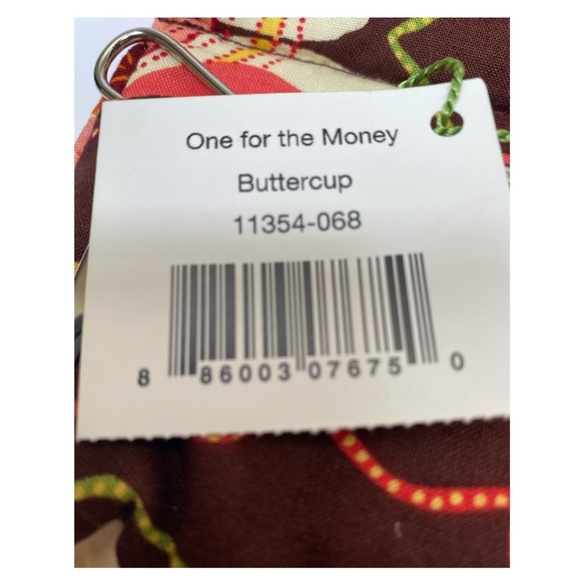 One for the Money
Buttercup
11354-068
8 86003 07675 0